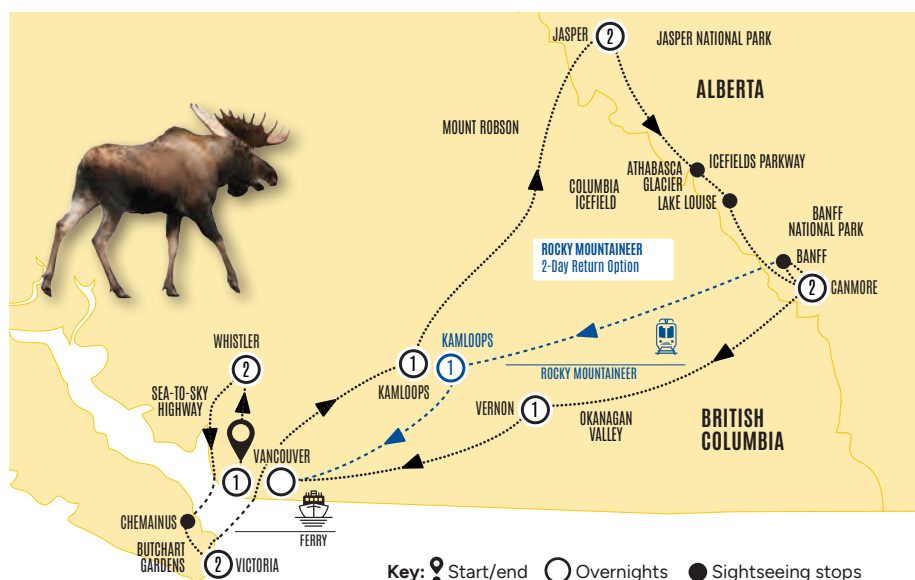 JASPER
2
JASPER NATIONAL PARK
ALBERTA
MOUNT ROBSON
ATHABASCA
GLACIER
ICEFIELDS PARKWAY
COLUMBIA
ICEFIELD
LAKE LOUISE
BANFF
NATIONAL PARK
BANFF
2
CANMORE
ROCKY MOUNTAINEER
2-Day Return Option
WHISTLER
2
SEA-TO-SKY
HIGHWAY
KAMLOOPS
1
1
KAMLOOPS
ROCKY MOUNTAINEER
VERNON
1
OKANAGAN
VALLEY
BRITISH
COLUMBIA
VANCOUVER
1
CHEMAINUS
BUTCHART
GARDENS
2
VICTORIA
FERRY
Key: Start/end Overnights Sightseeing stops